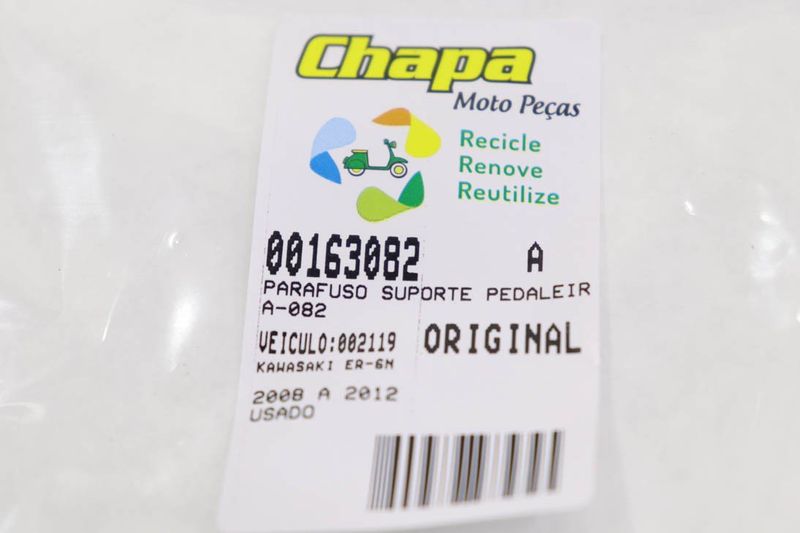 Chapa
Moto Peças
Recicle
Renove
Reutilize
00163082 A
PARAFUSO SUPORTE PEDALEIR
A-082
VEICULO:002119 ORIGINAL
KAWASAKI ER-6N
2008 A 2012
USADO